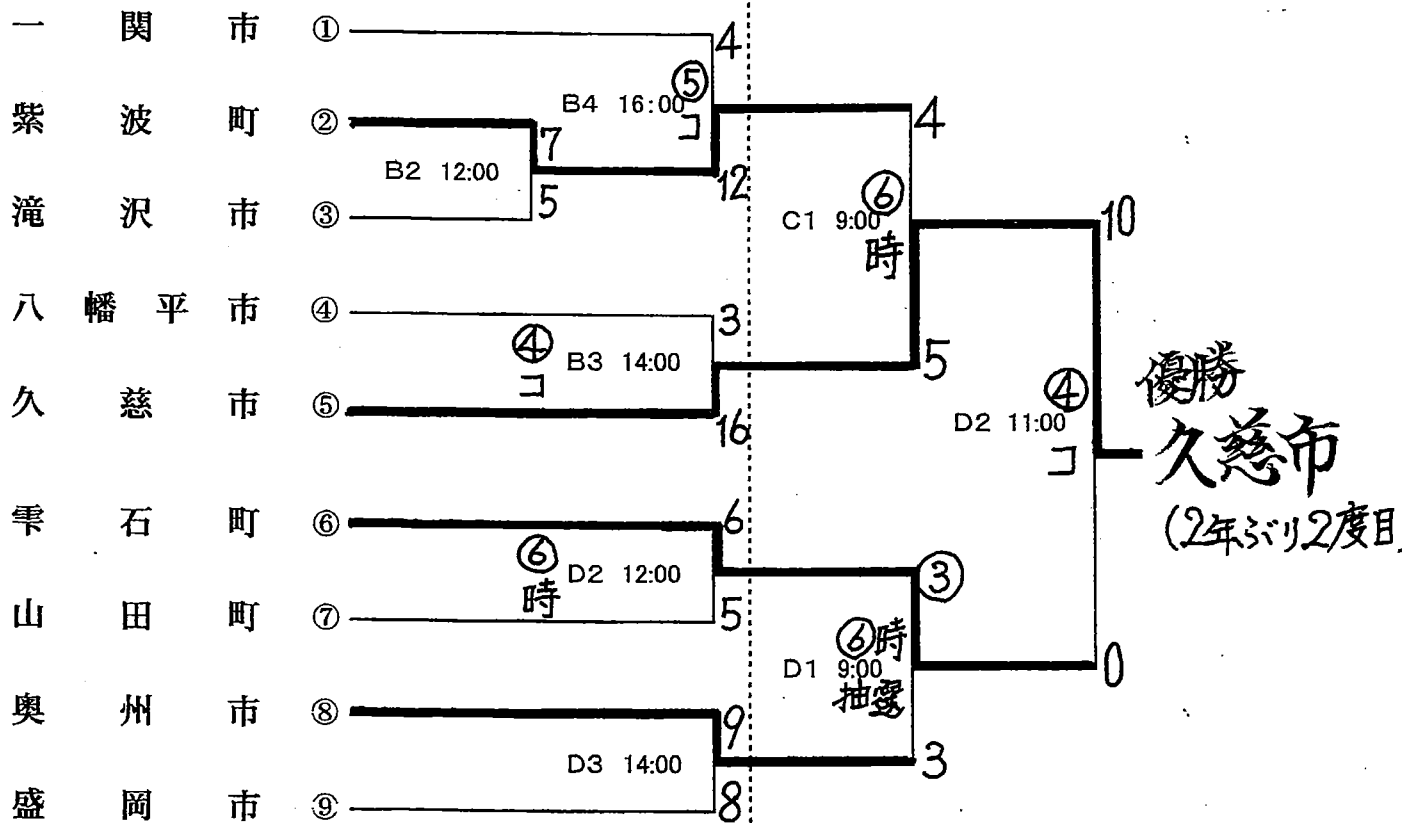 一関市 ①
4
⑤
B4 16:00
コ
紫波町 ②
7
4
B2 12:00
12
滝沢市 ③
5
⑥
C1 9:00
時
10
八幡平市 ④
3
④
B3 14:00
コ
5
久慈市 ⑤
16
④
D2 11:00
コ
優勝
久慈市
(2年ぶり2度目
雫石町 ⑥
6
⑥
D2 12:00
時
③
山田町 ⑦
5
⑥時
D1 9:00
抽選
0
奥州市 ⑧
9
D3 14:00
3
盛岡市 ⑨
8